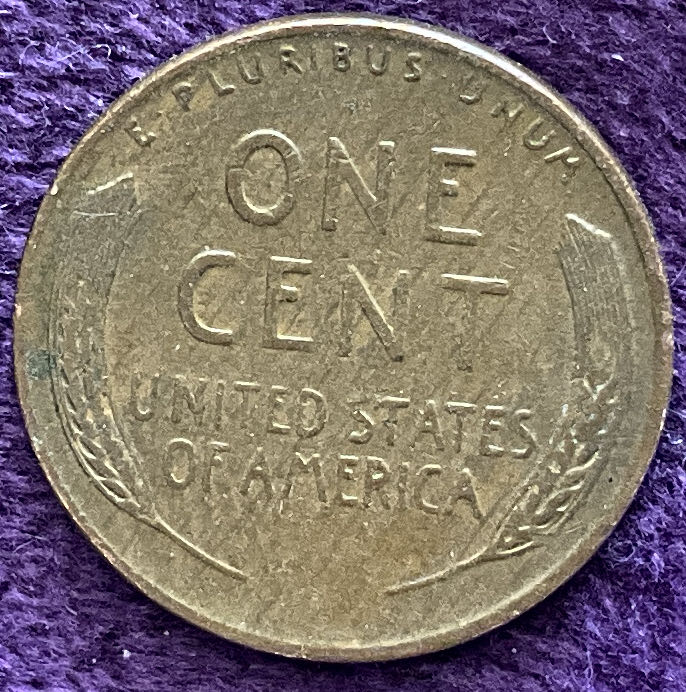 E · PLURIBUS · UNUM
ONE
CENT
UNITED STATES
OF AMERICA